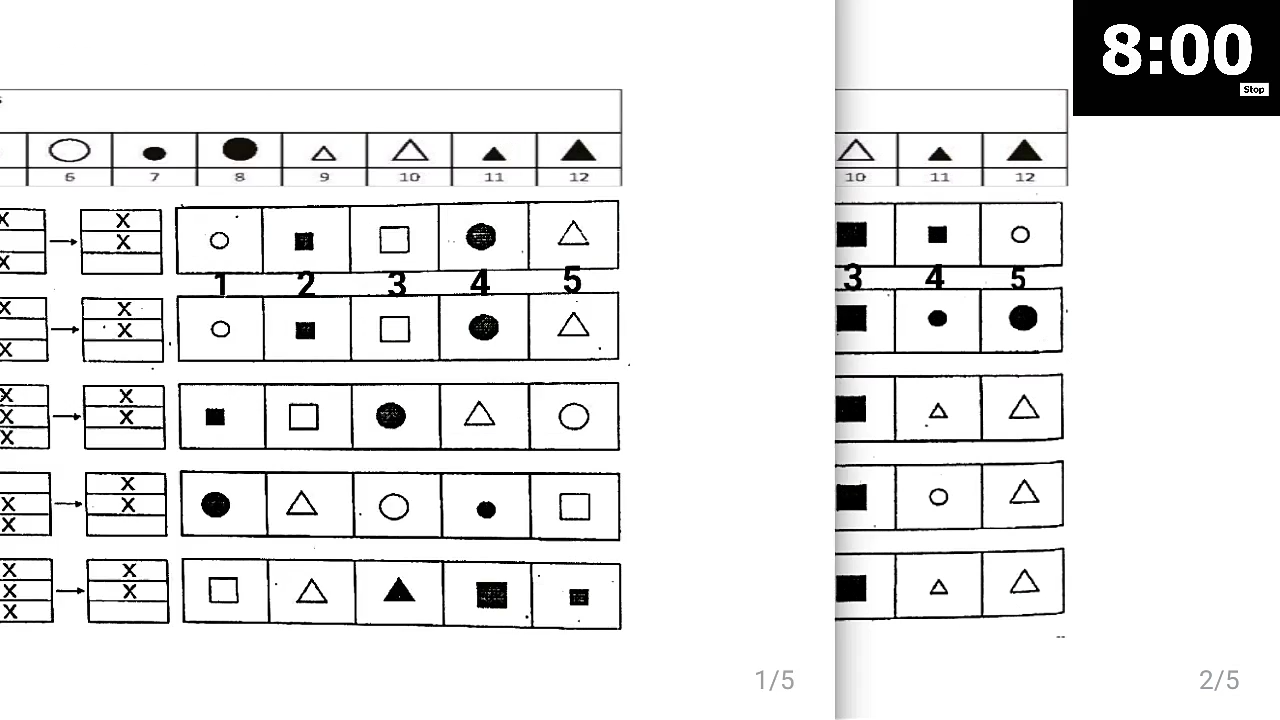 8:00
Stop
6 7 8 9 10 11 12
10 11 12
X X
X
X
1 2 3 4 5
3 4 5
X X
X
X
X X
X X
X
X
X X
X
X X
X X
X
1/5
2/5